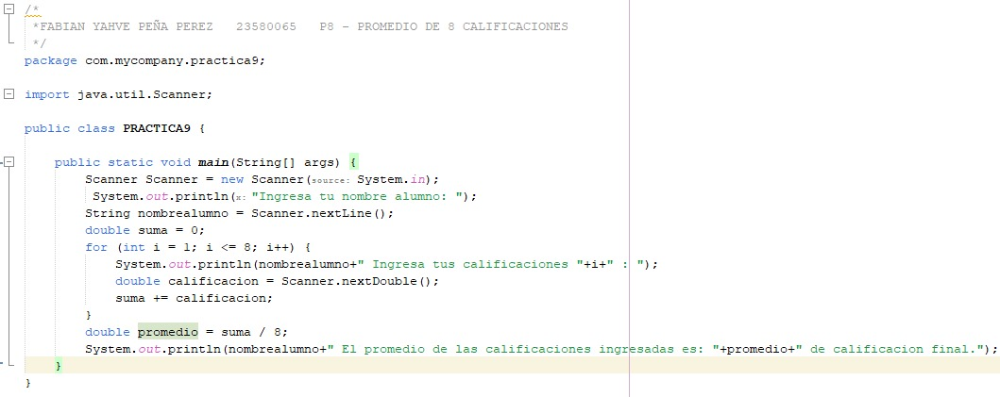 /*
*FABIAN YAHVE PEÑA PEREZ 23580065 P8 - PROMEDIO DE 8 CALIFICACIONES
*/
package com.mycompany.practica9;
import java.util.Scanner;
public class PRACTICA9 {
public static void main(String[] args) {
Scanner Scanner = new Scanner(source: System.in);
System.out.println(x: "Ingresa tu nombre alumno: ");
String nombrealumno = Scanner.nextLine();
double suma = 0;
for (int i = 1; i <= 8; i++) {
System.out.println(nombrealumno+" Ingresa tus calificaciones "+i+" : ");
double calificacion = Scanner.nextDouble();
suma += calificacion;
}
double promedio = suma / 8;
System.out.println(nombrealumno+" El promedio de las calificaciones ingresadas es: "+promedio+" de calificacion final.");
}
}